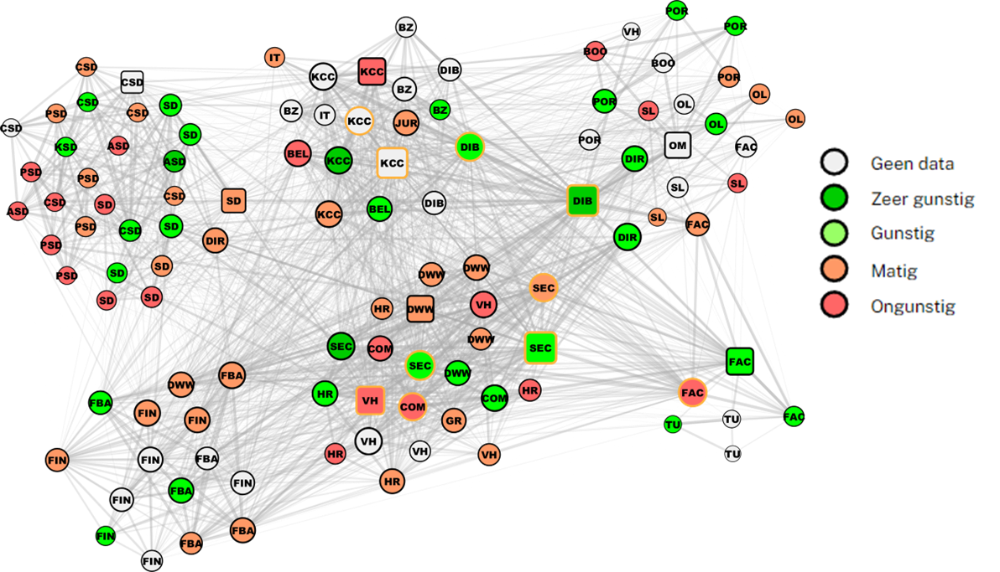 POR
POR
BZ
VH
BOO
IT
CSD
KCC
KCC
DIB
BOO
POR
CSD
BZ
OL
CSD
SD
PSD
CSD
BZ
IT
BZ
KCC
JUR
POR
SL
OL
OL
OL
CSD
SD
KSD
ASD
DIB
POR
OM
FAC
BEL
KCC
KCC
DIR
ASD
PSD
PSD
SL
SL
CSD
SD
CSD
SD
DIB
DIB
BEL
KCC
ASD
PSD
CSD
SD
DIR
DIR
SL
FAC
PSD
PSD
SD
SD
SD
SD
DWW
DWW
SEC
HR
DWW
VH
DWW
SEC
COM
SEC
SEC
DWW
FAC
FBA
DWW
FBA
HR
VH
COM
COM
HR
FAC
FIN
FIN
GR
TU
TU
FAC
VH
VH
VH
HR
TU
FIN
FIN
FBA
FIN
FBA
HR
FIN
FIN
FBA
FBA
FIN
Geen data
Zeer gunstig
Gunstig
Matig
Ongunstig